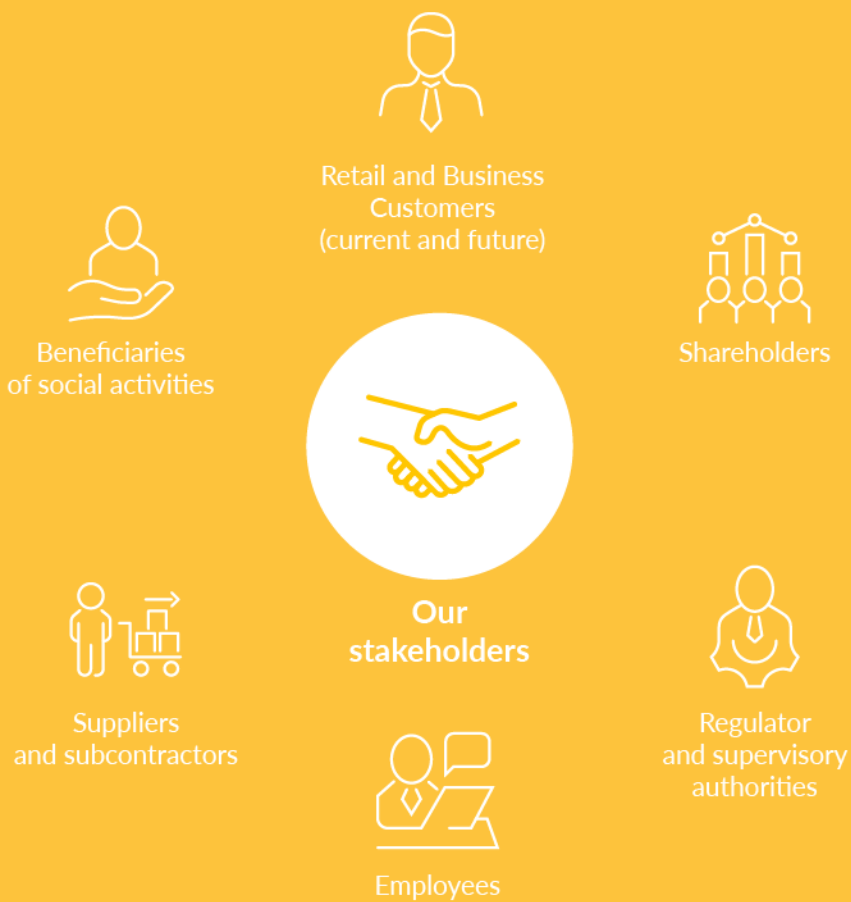 Retail and Business
Customers
(current and future)
Beneficiaries
of social activities
Shareholders
Our
stakeholders
Suppliers
and subcontractors
Regulator
and supervisory
authorities
Employees